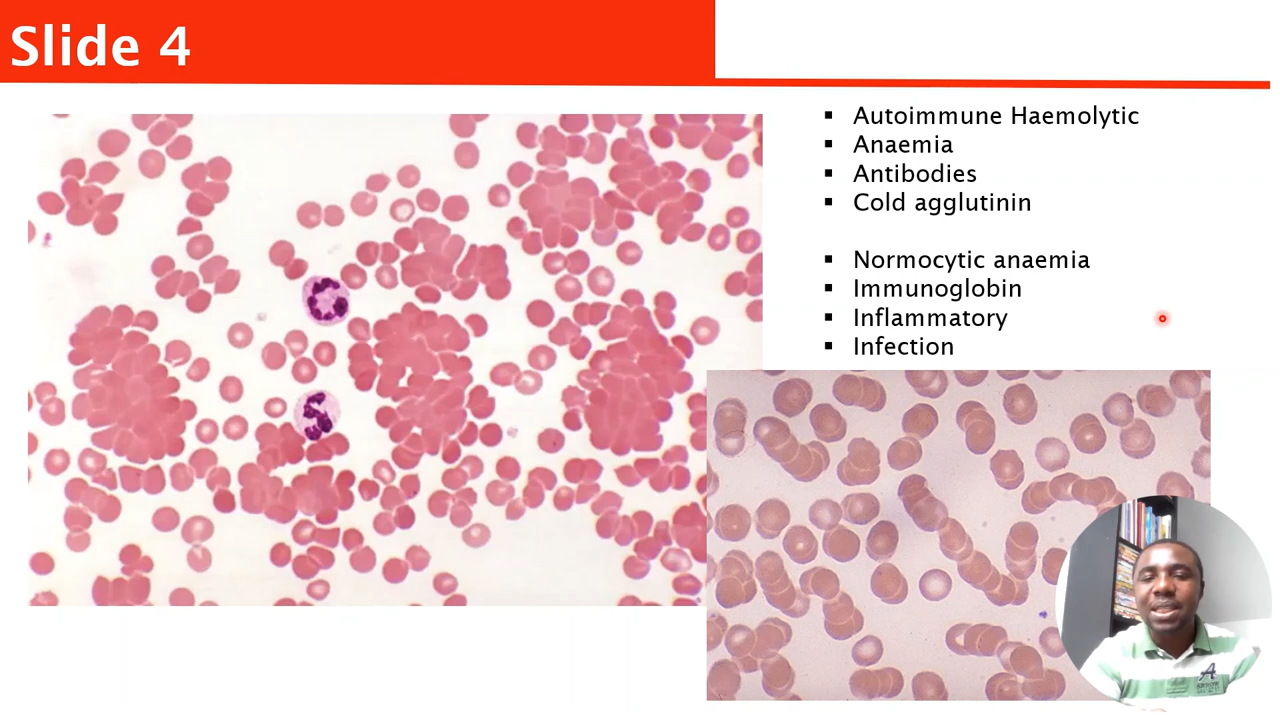 Slide 4
▪ Autoimmune Haemolytic
▪ Anaemia
▪ Antibodies
▪ Cold agglutinin
▪ Normocytic anaemia
▪ Immunoglobin
▪ Inflammatory
▪ Infection